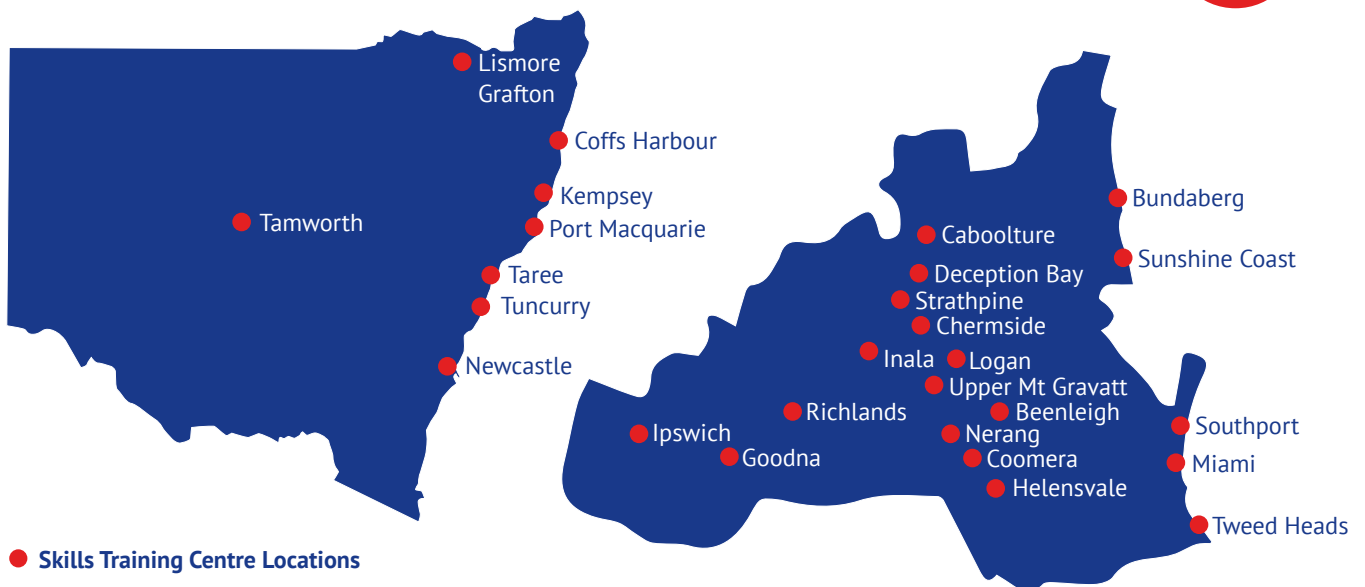 Lismore
Grafton
Coffs Harbour
Kempsey
Tamworth
Port Macquarie
Taree
Tuncurry
Newcastle
Bundaberg
Caboolture
Sunshine Coast
Deception Bay
Strathpine
Chermside
Inala
Logan
Upper Mt Gravatt
Richlands
Beenleigh
Ipswich
Nerang
Southport
Goodna
Coomera
Miami
Helensvale
Tweed Heads
Skills Training Centre Locations